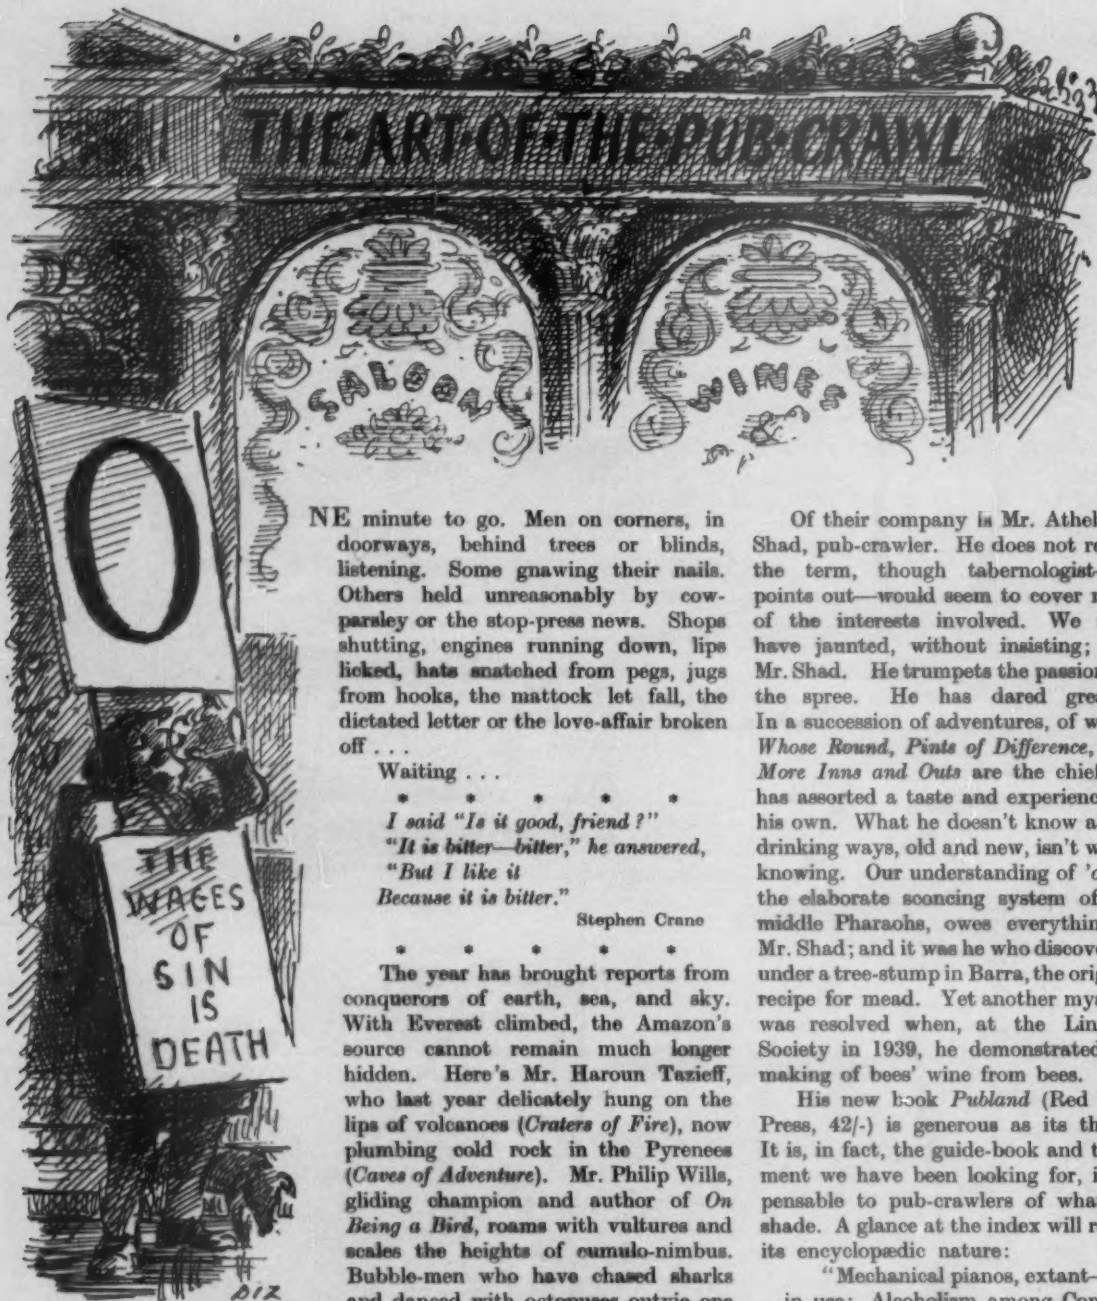 THE·ART·OF·THE·PUB·CRAWL
SALOON
WINES
&
O
THE
WAGES
OF
SIN
IS
DEATH
DIZ
NE minute to go. Men on corners, in
doorways, behind trees or blinds,
listening. Some gnawing their nails.
Others held unreasonably by cow-
parsley or the stop-press news. Shops
shutting, engines running down, lips
licked, hats snatched from pegs, jugs
from hooks, the mattock let fall, the
dictated letter or the love-affair broken
off . . .
Waiting . . .
* * * * *
I said "Is it good, friend ?"
"It is bitter—bitter," he answered,
"But I like it
Because it is bitter."
Stephen Crane
* * * * *
The year has brought reports from
conquerors of earth, sea, and sky.
With Everest climbed, the Amazon's
source cannot remain much longer
hidden. Here's Mr. Haroun Tazieff,
who last year delicately hung on the
lips of volcanoes (Craters of Fire), now
plumbing cold rock in the Pyrenees
(Caves of Adventure). Mr. Philip Wills,
gliding champion and author of On
Being a Bird, roams with vultures and
scales the heights of cumulo-nimbus.
Bubble-men who have chased sharks
and danced with octopuses outvie one
Of their company is Mr. Athel
Shad, pub-crawler. He does not re
the term, though tabernologist—
points out—would seem to cover m
of the interests involved. We
have jaunted, without insisting;
Mr. Shad. He trumpets the passion
the spree. He has dared grea
In a succession of adventures, of w
Whose Round, Pints of Difference,
More Inns and Outs are the chief
has assorted a taste and experience
his own. What he doesn't know a
drinking ways, old and new, isn't w
knowing. Our understanding of
the elaborate sconcing system of
middle Pharaohs, owes everything
Mr. Shad; and it was he who discove
under a tree-stump in Barra, the orig
recipe for mead. Yet another mys
was resolved when, at the Lin
Society in 1939, he demonstrated
making of bees' wine from bees.
His new book Publand (Red
Press, 42/-) is generous as its th
It is, in fact, the guide-book and t
ment we have been looking for, i
pensable to pub-crawlers of wha
shade. A glance at the index will r
its encyclopædic nature:
"Mechanical pianos, extant—
in use; Alcoholism among Con